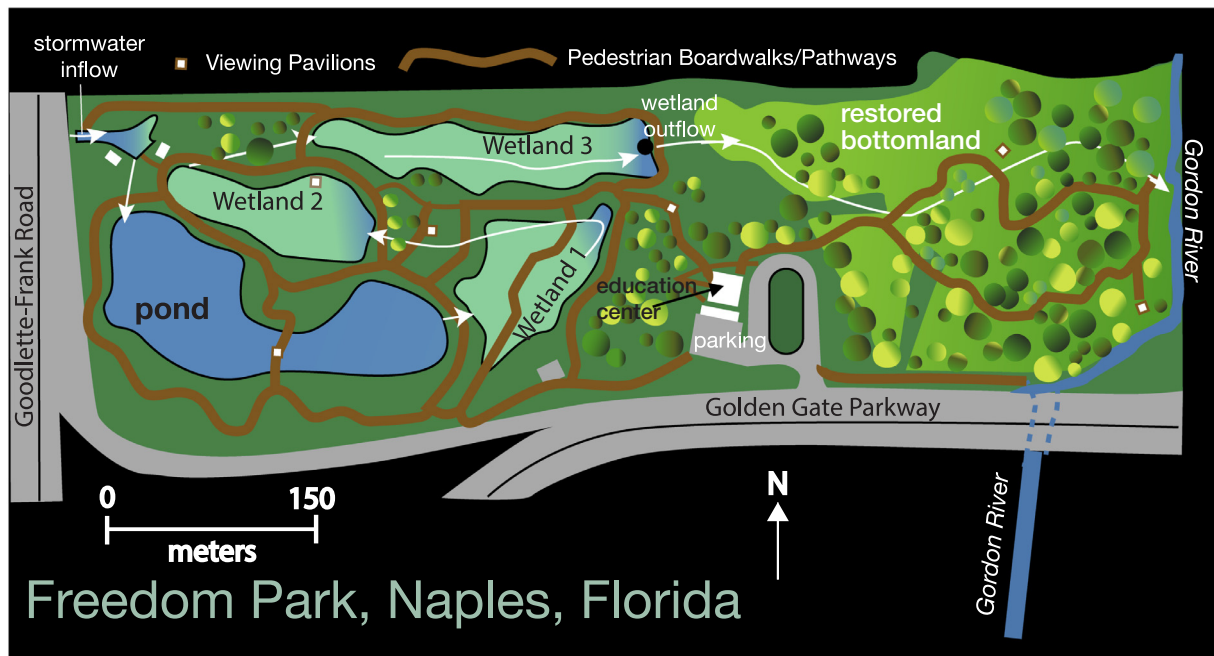 stormwater
inflow
Viewing Pavilions
Pedestrian Boardwalks/Pathways
wetland
outflow
restored
bottomland
Wetland 3
Wetland 2
Wetland 1
pond
education
center
parking
Goodlette-Frank Road
Gordon River
Golden Gate Parkway
0
150
meters
N
Gordon River
Freedom Park, Naples, Florida